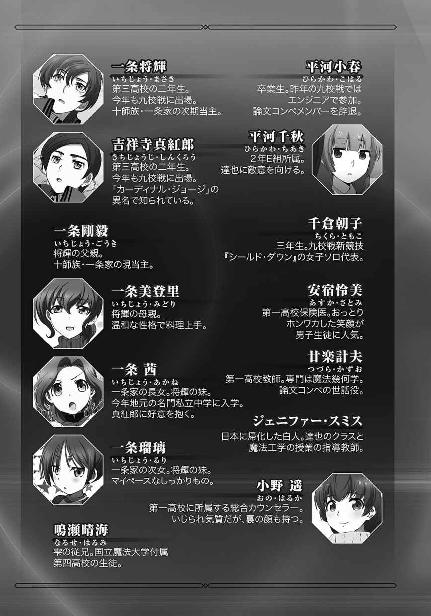 一条将輝
いちじょう・まさき
第三高校の二年生。
今年も九校戦に出場。
十師族・一条家の次期当主。
吉祥寺真紅郎
きちじょうじ・しんくろう
第三高校の二年生。
今年も九校戦に出場。
「カーディナル・ジョージ」の
異名で知られている。
一条剛毅
いちじょう・ごうき
将輝の父親。
十師族・一条家の現当主。
一条美登里
いちじょう・みどり
将輝の母親。
温和な性格で料理上手。
一条 茜
いちじょう・あかね
一条家の長女。将輝の妹。
今年地元の名門私立中学に入学。
真紅郎に好意を抱く。
一条瑠璃
いちじょう・るり
一条家の次女。将輝の妹。
マイペースなしっかりもの。
鳴瀬晴海
なるせ・はるみ
雫の従兄。国立魔法大学付属
第四高校の生徒。
平河小春
ひらかわ・こはる
卒業生。昨年の九校戦では
エンジニアで参加。
論文コンペメンバーを辞退。
平河千秋
ひらかわ・ちあき
2年E組所属。
達也に敵意を向ける。
千倉朝子
ちくら・ともこ
三年生。九校戦新競技
『シールド・ダウン』の女子ソロ代表。
安宿怜美
あすか・さとみ
第一高校保険医。おっとり
ホンワカした笑顔が
男子生徒に人気。
甘楽計夫
つづら・かずお
第一高校教師。専門は魔法幾何学。
論文コンペの世話役。
ジェニファー・スミス
日本に帰化した白人。達也のクラスと
魔法工学の授業の指導教師。
小野 遥
おの・はるか
第一高校に所属する総合カウンセラー。
いじられ気質だが、裏の顔も持つ。